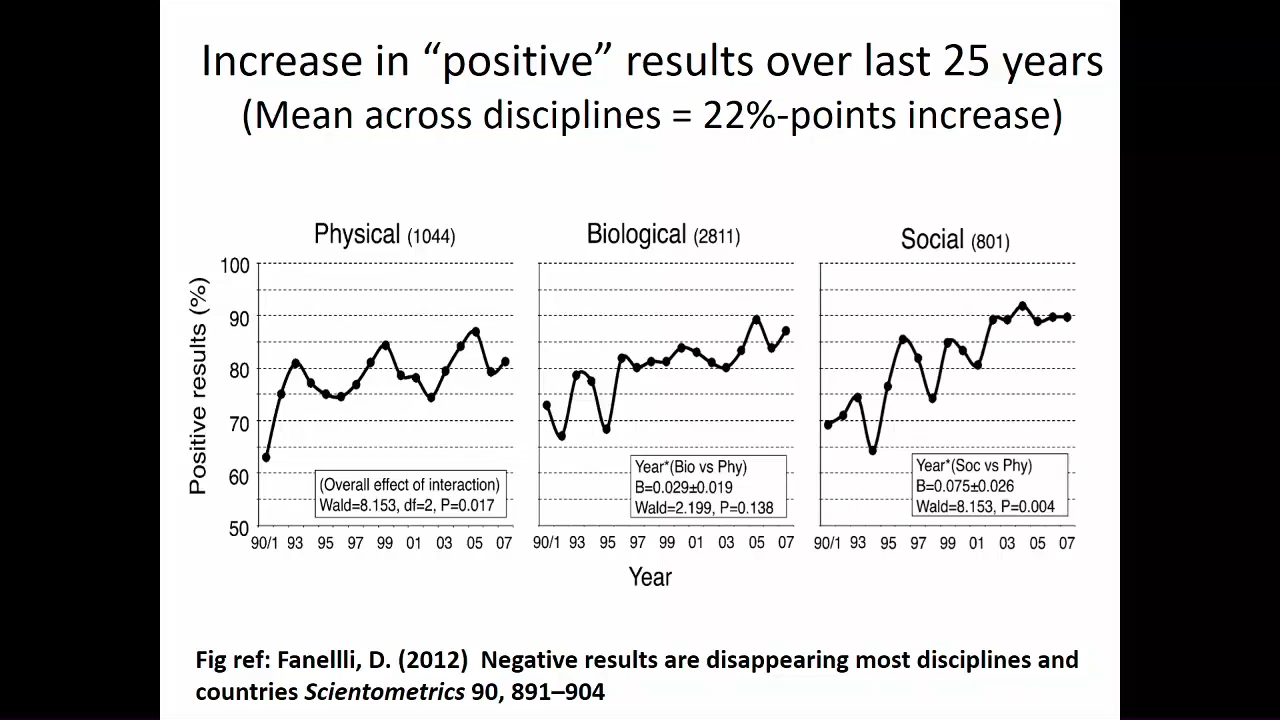 Increase in “positive” results over last 25 years
(Mean across disciplines = 22%-points increase)
Physical (1044)
Biological (2811)
Social (801)
Positive results (%)
100
90
80
70
60
50
(Overall effect of interaction)
Wald=8.153, df=2, P=0.017
Year*(Bio vs Phy)
B=0.029±0.019
Wald=2.199, P=0.138
Year*(Soc vs Phy)
B=0.075±0.026
Wald=8.153, P=0.004
90/1 93 95 97 99 01 03 05 07
90/1 93 95 97 99 01 03 05 07
90/1 93 95 97 99 01 03 05 07
Year
Fig ref: Fanellli, D. (2012) Negative results are disappearing most disciplines and
countries Scientometrics 90, 891–904